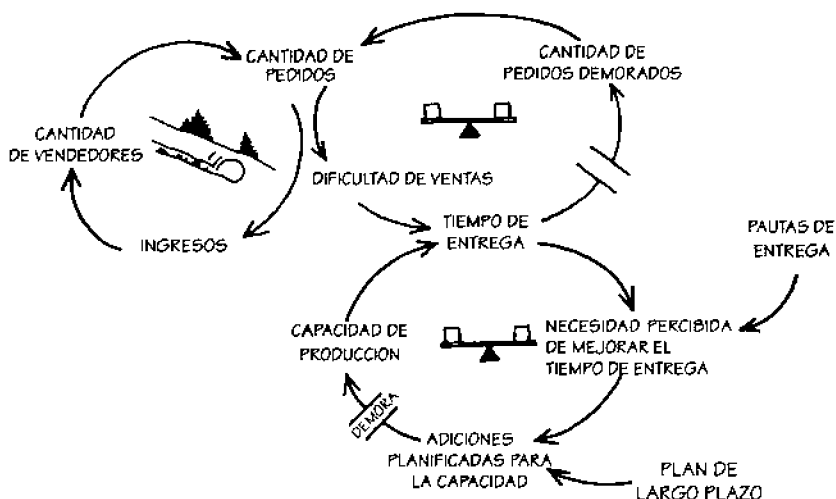 CANTIDAD DE
PEDIDOS
CANTIDAD DE
PEDIDOS DEMORADOS
CANTIDAD
DE VENDEDORES
DIFICULTAD DE VENTAS
INGRESOS
TIEMPO DE
ENTREGA
PAUTAS DE
ENTREGA
CAPACIDAD DE
PRODUCCION
NECESIDAD PERCIBIDA
DE MEJORAR EL
TIEMPO DE ENTREGA
DEMORA
ADICIONES
PLANIFICADAS PARA
LA CAPACIDAD
PLAN DE
LARGO PLAZO